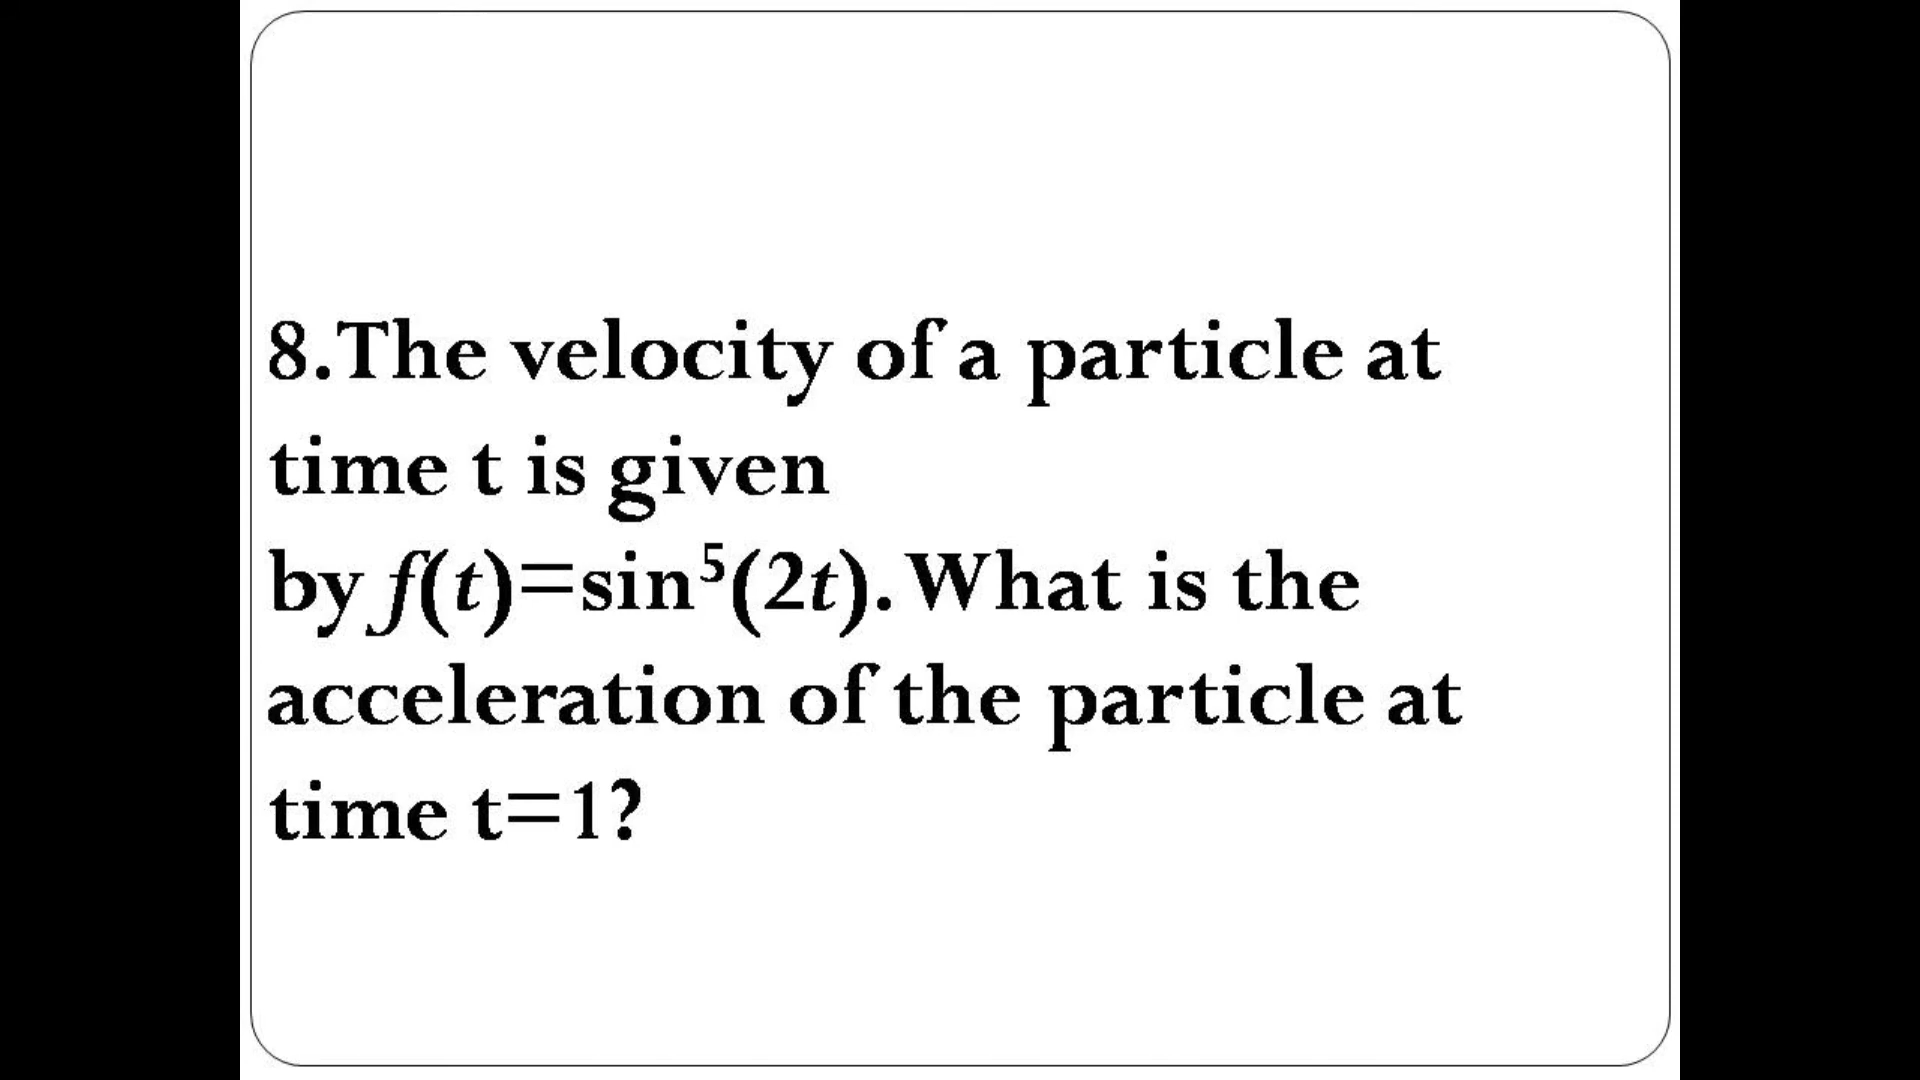 8.The velocity of a particle at
time t is given
by f(t)=sin⁵(2t). What is the
acceleration of the particle at
time t=1?